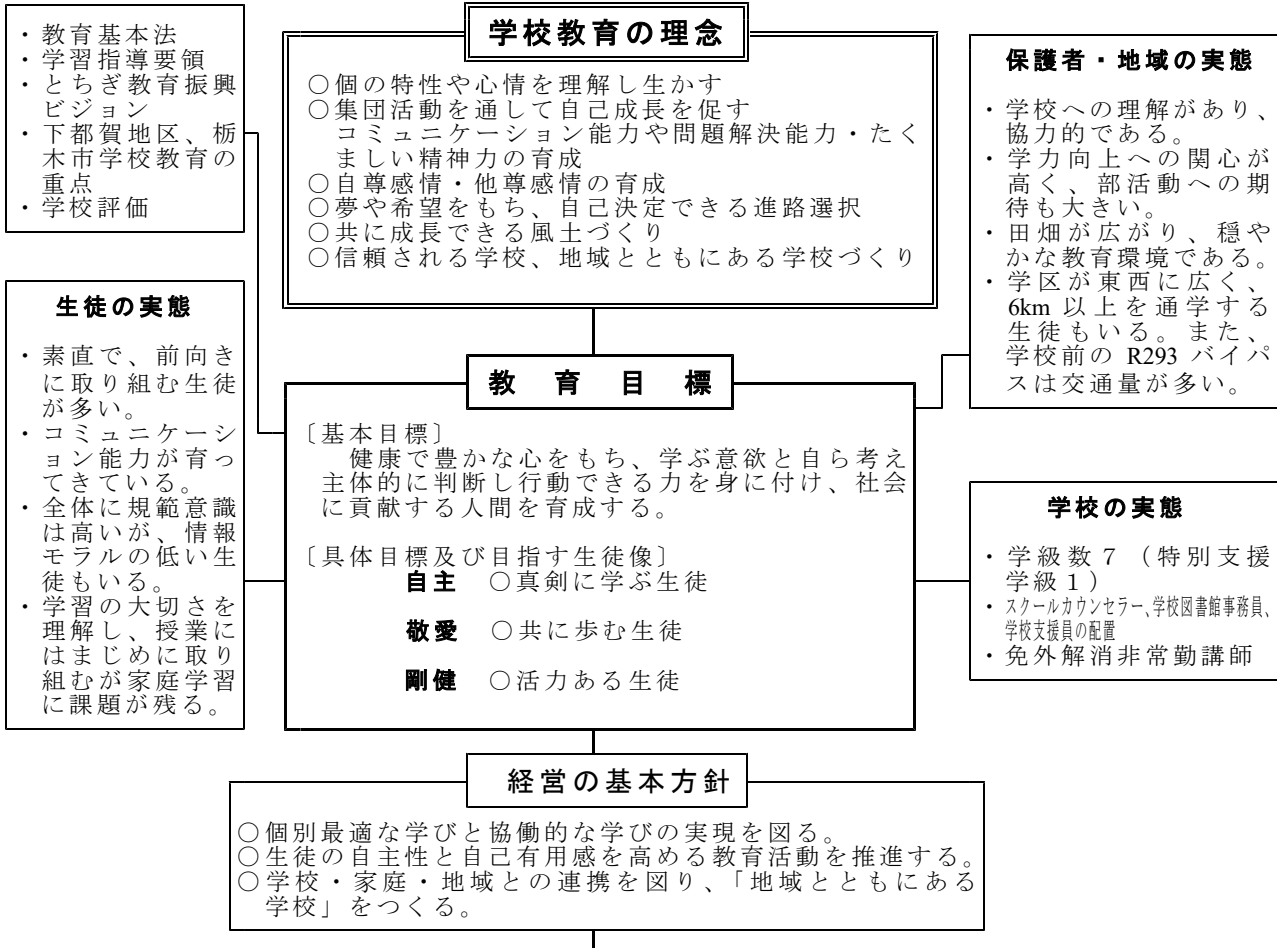 ・教育基本法
・学習指導要領
・とちぎ教育振興
ビジョン
・下都賀地区、栃
木市学校教育の
重点
・学校評価
学校教育の理念
○個の特性や心情を理解し生かす
○集団活動を通して自己成長を促す
コミュニケーション能力や問題解決能力・たく
ましい精神力の育成
○自尊感情・他尊感情の育成
○夢や希望をもち、自己決定できる進路選択
○共に成長できる風土づくり
○信頼される学校、地域とともにある学校づくり
保護者・地域の実態
・学校への理解があり、
協力的である。
・学力向上への関心が
高く、部活動への期
待も大きい。
・田畑が広がり、穏や
かな教育環境である。
・学区が東西に広く、
6km 以上を通学する
生徒もいる。また、
学校前の R293 バイパ
スは交通量が多い。
生徒の実態
・素直で、前向き
に取り組む生徒
が多い。
・コミュニケーシ
ョン能力が育っ
てきている。
・全体に規範意識
は高いが、情報
モラルの低い生
徒もいる。
・学習の大切さを
理解し、授業に
はまじめに取り
組むが家庭学習
に課題が残る。
教育目標
〔基本目標〕
健康で豊かな心をもち、学ぶ意欲と自ら考え
主体的に判断し行動できる力を身に付け、社会
に貢献する人間を育成する。
〔具体目標及び目指す生徒像〕
自主 ○真剣に学ぶ生徒
敬愛 ○共に歩む生徒
剛健 ○活力ある生徒
学校の実態
・学級数７（特別支援
学級１）
・スクールカウンセラー、学校図書館事務員、
学校支援員の配置
・免外解消非常勤講師
経営の基本方針
○個別最適な学びと協働的な学びの実現を図る。
○生徒の自主性と自己有用感を高める教育活動を推進する。
○学校・家庭・地域との連携を図り、「地域とともにある
学校」をつくる。